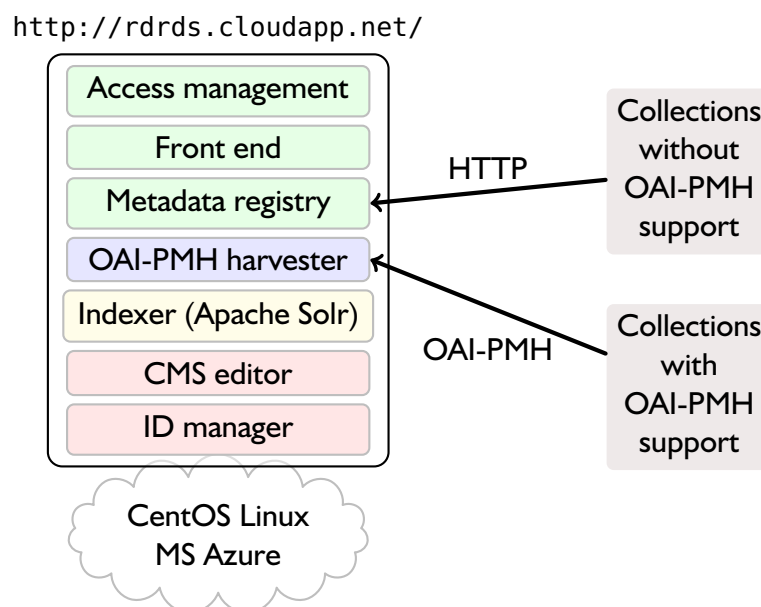 http://rdrds.cloudapp.net/
Access management
Front end
Metadata registry
OAI-PMH harvester
Indexer (Apache Solr)
CMS editor
ID manager
CentOS Linux
MS Azure
HTTP
OAI-PMH
Collections
without
OAI-PMH
support
Collections
with
OAI-PMH
support